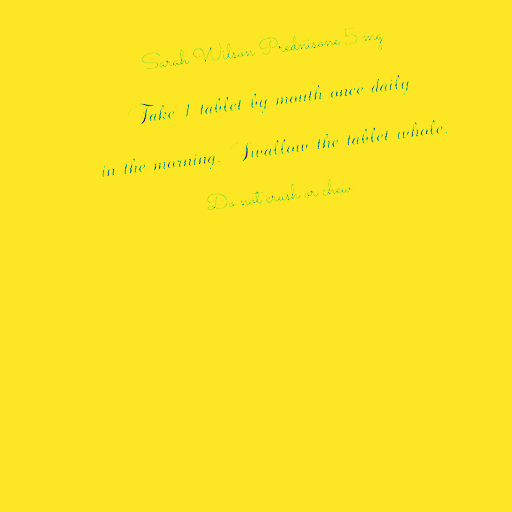 Sarah Wilson Prednisone 5 mg
Take 1 tablet by mouth once daily
in the morning. Swallow the tablet whole.
Do not crush or chew